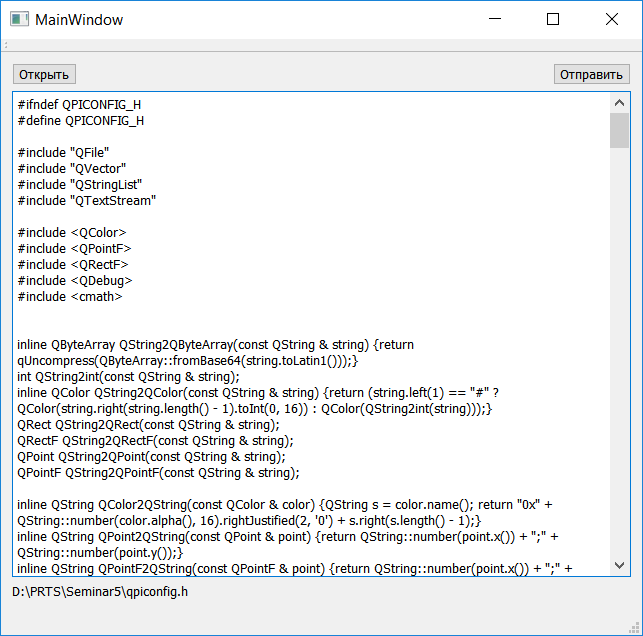 MainWindow
Открыть
Отправить
#ifndef QPICONFIG_H
#define QPICONFIG_H
#include "QFile"
#include "QVector"
#include "QStringList"
#include "QTextStream"
#include <QColor>
#include <QPointF>
#include <QRectF>
#include <QDebug>
#include <cmath>
inline QByteArray QString2QByteArray(const QString & string) {return
qUncompress(QByteArray::fromBase64(string.toLatin1()));}
int QString2int(const QString & string);
inline QColor QString2QColor(const QString & string) {return (string.left(1) == "#" ?
QColor(string.right(string.length() - 1).toInt(0, 16)) : QColor(QString2int(string)));}
QRect QString2QRect(const QString & string);
QRectF QString2QRectF(const QString & string);
QPoint QString2QPoint(const QString & string);
QPointF QString2QPointF(const QString & string);
inline QString QColor2QString(const QColor & color) {QString s = color.name(); return "0x" +
QString::number(color.alpha(), 16).rightJustified(2, '0') + s.right(s.length() - 1);}
inline QString QPoint2QString(const QPoint & point) {return QString::number(point.x()) + ";" +
QString::number(point.y());}
inline QString QPointF2QString(const QPointF & point) {return QString::number(point.x()) + ";" +
D:\PRTS\Seminar5\qpiconfig.h